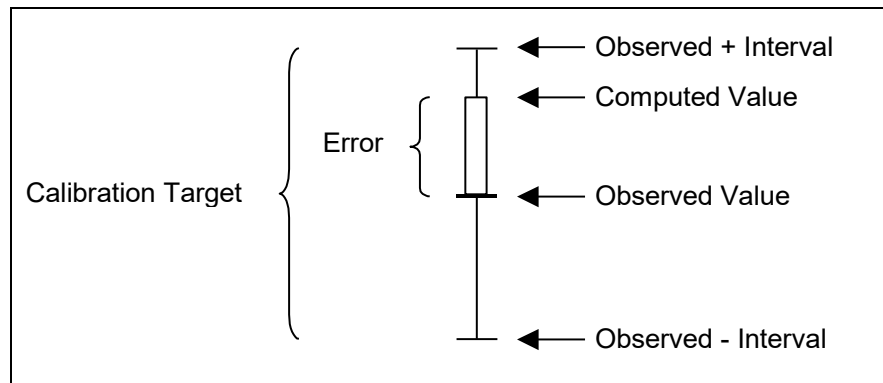 Observed + Interval
Computed Value
Error
Calibration Target
Observed Value
Observed - Interval